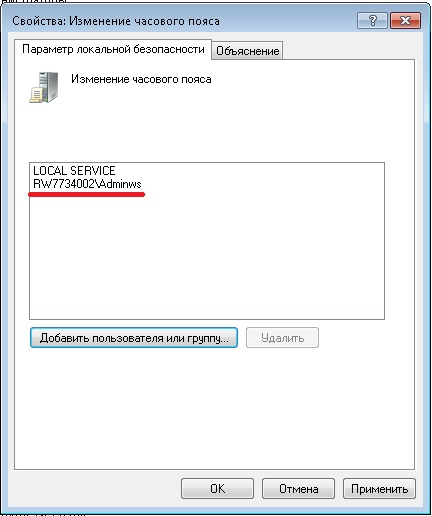 Свойства: Изменение часового пояса
Параметр локальной безопасности
Объяснение
Изменение часового пояса
LOCAL SERVICE
RW7734002\Adminws
Добавить пользователя или группу...
Удалить
OK
Отмена
Применить